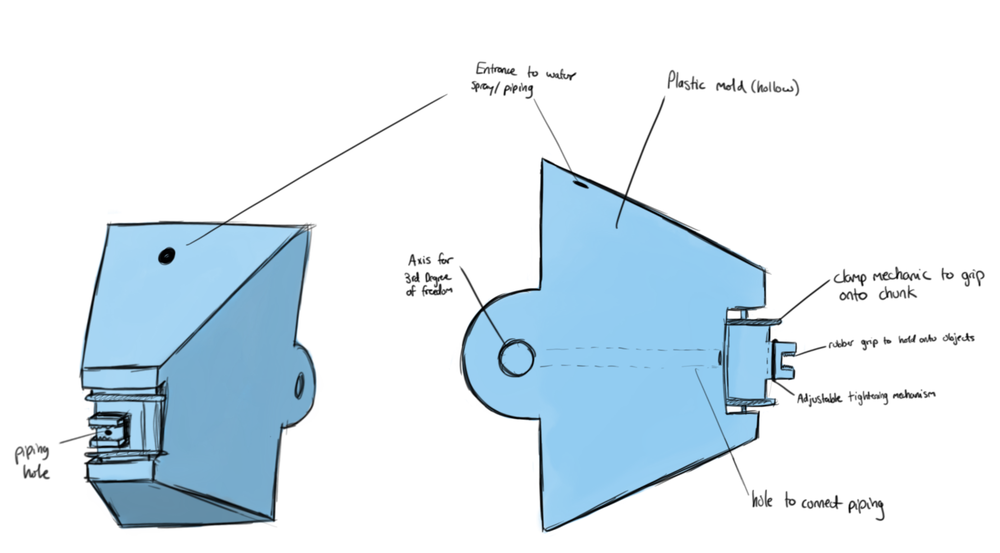 Entrance to water
spray/piping
Plastic mold (hollow)
Axis for
3rd Degree
of freedom
clamp mechanic to grip
onto chunk
rubber grip to hold onto objects
Adjustable tightening mechanism
piping
hole
hole to connect piping